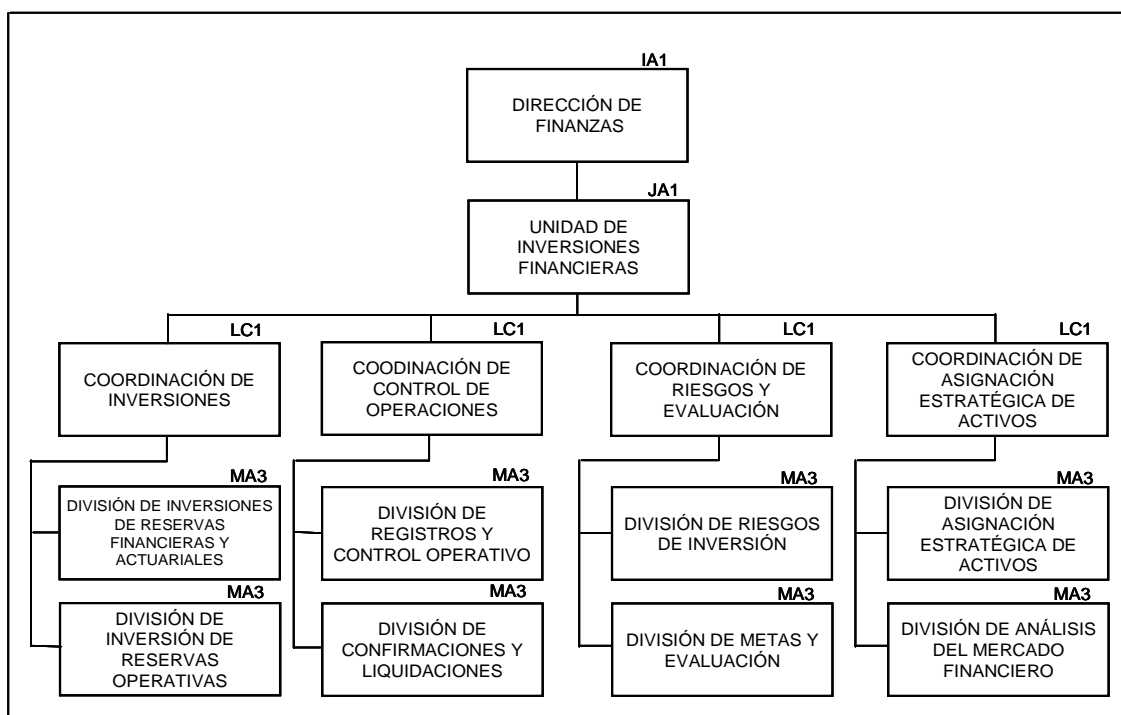 IA1
DIRECCIÓN DE
FINANZAS
JA1
UNIDAD DE
INVERSIONES
FINANCIERAS
LC1
COORDINACIÓN DE
INVERSIONES
LC1
COODINACIÓN DE
CONTROL DE
OPERACIONES
LC1
COORDINACIÓN DE
RIESGOS Y
EVALUACIÓN
LC1
COORDINACIÓN DE
ASIGNACIÓN
ESTRATÉGICA DE
ACTIVOS
MA3
DIVISIÓN DE INVERSIONES
DE RESERVAS
FINANCIERAS Y
ACTUARIALES
MA3
DIVISIÓN DE
REGISTROS Y
CONTROL OPERATIVO
MA3
DIVISIÓN DE RIESGOS
DE INVERSIÓN
MA3
DIVISIÓN DE
ASIGNACIÓN
ESTRATÉGICA DE
ACTIVOS
MA3
DIVISIÓN DE
INVERSIÓN DE
RESERVAS
OPERATIVAS
MA3
DIVISIÓN DE
CONFIRMACIONES Y
LIQUIDACIONES
MA3
DIVISIÓN DE METAS Y
EVALUACIÓN
MA3
DIVISIÓN DE ANÁLISIS
DEL MERCADO
FINANCIERO